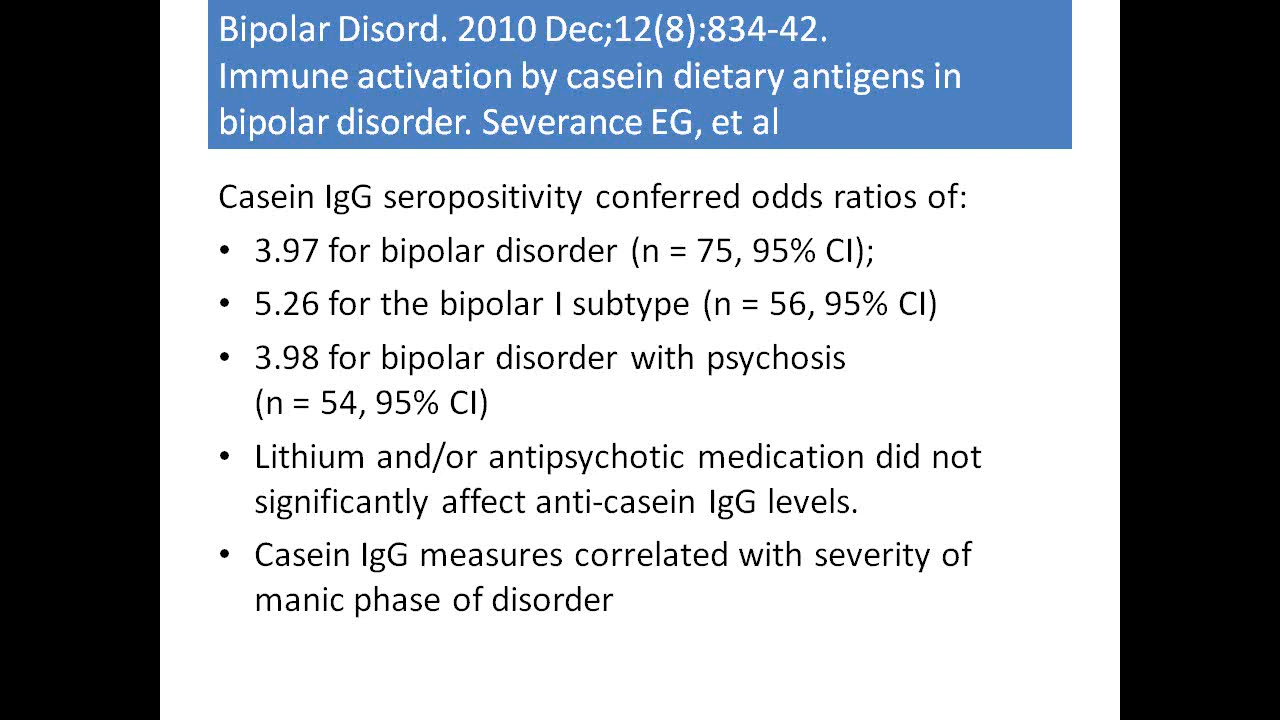 Bipolar Disord. 2010 Dec;12(8):834-42.
Immune activation by casein dietary antigens in
bipolar disorder. Severance EG, et al
Casein IgG seropositivity conferred odds ratios of:
• 3.97 for bipolar disorder (n = 75, 95% CI);
• 5.26 for the bipolar I subtype (n = 56, 95% CI)
• 3.98 for bipolar disorder with psychosis
(n = 54, 95% CI)
• Lithium and/or antipsychotic medication did not
significantly affect anti-casein IgG levels.
• Casein IgG measures correlated with severity of
manic phase of disorder